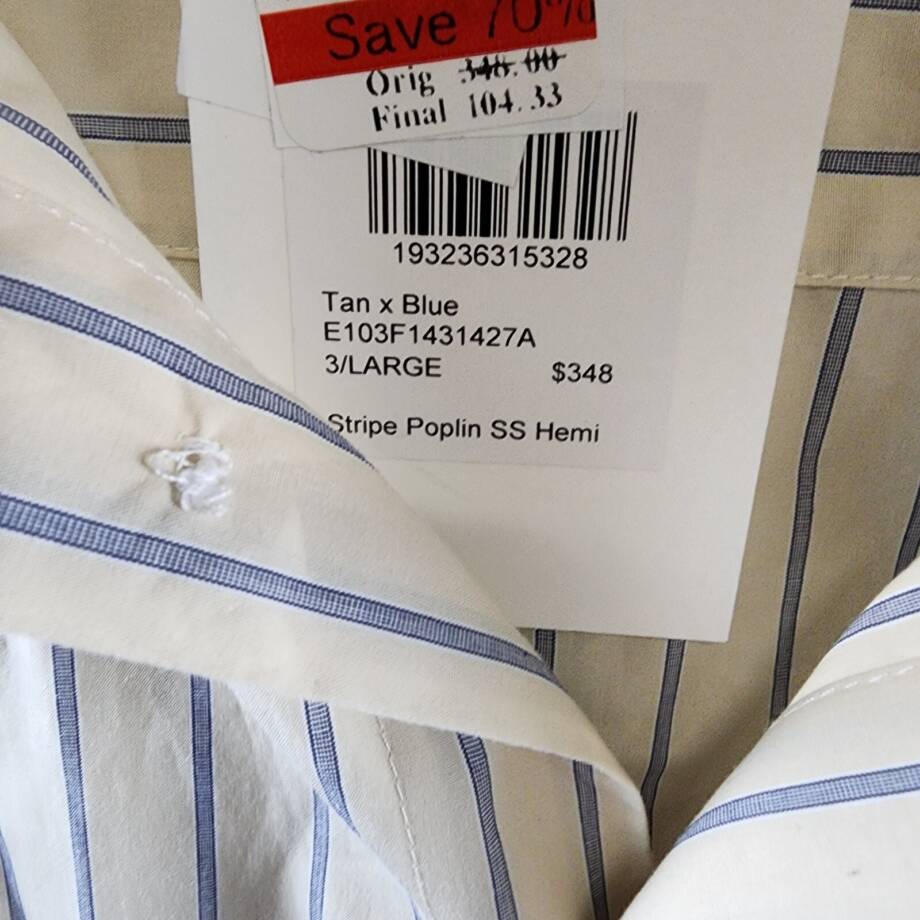 Save 70%
Orig 348.00
Final 104.33
193236315328
Tan x Blue
E103F1431427A
3/LARGE $348
Stripe Poplin SS Hemi